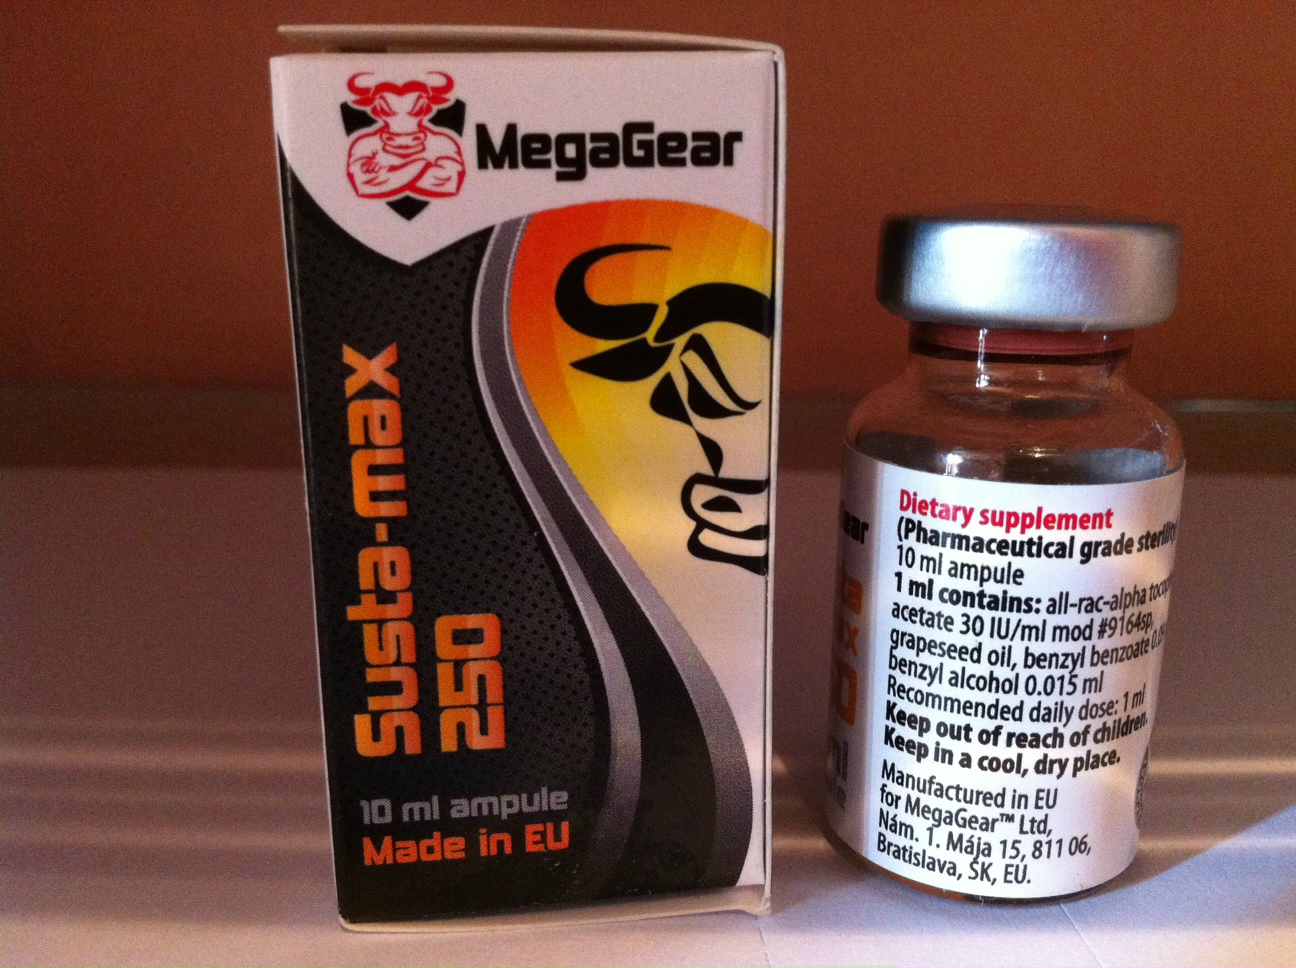 MegaGear
Susta-max
250
10 ml ampule
Made in EU
Dietary supplement
(Pharmaceutical grade sterility
10 ml ampule
1 ml contains: all-rac-alpha
acetate 30 IU/ml mod #9164sp,
grapeseed oil, benzyl benzoate
benzyl alcohol 0.015 ml
Recommended daily dose: 1 ml
Keep out of reach of children.
Keep in a cool, dry place.
Manufactured in EU
for MegaGear™ Ltd,
Nám. 1. Mája 15, 811 06,
Bratislava, SK, EU.